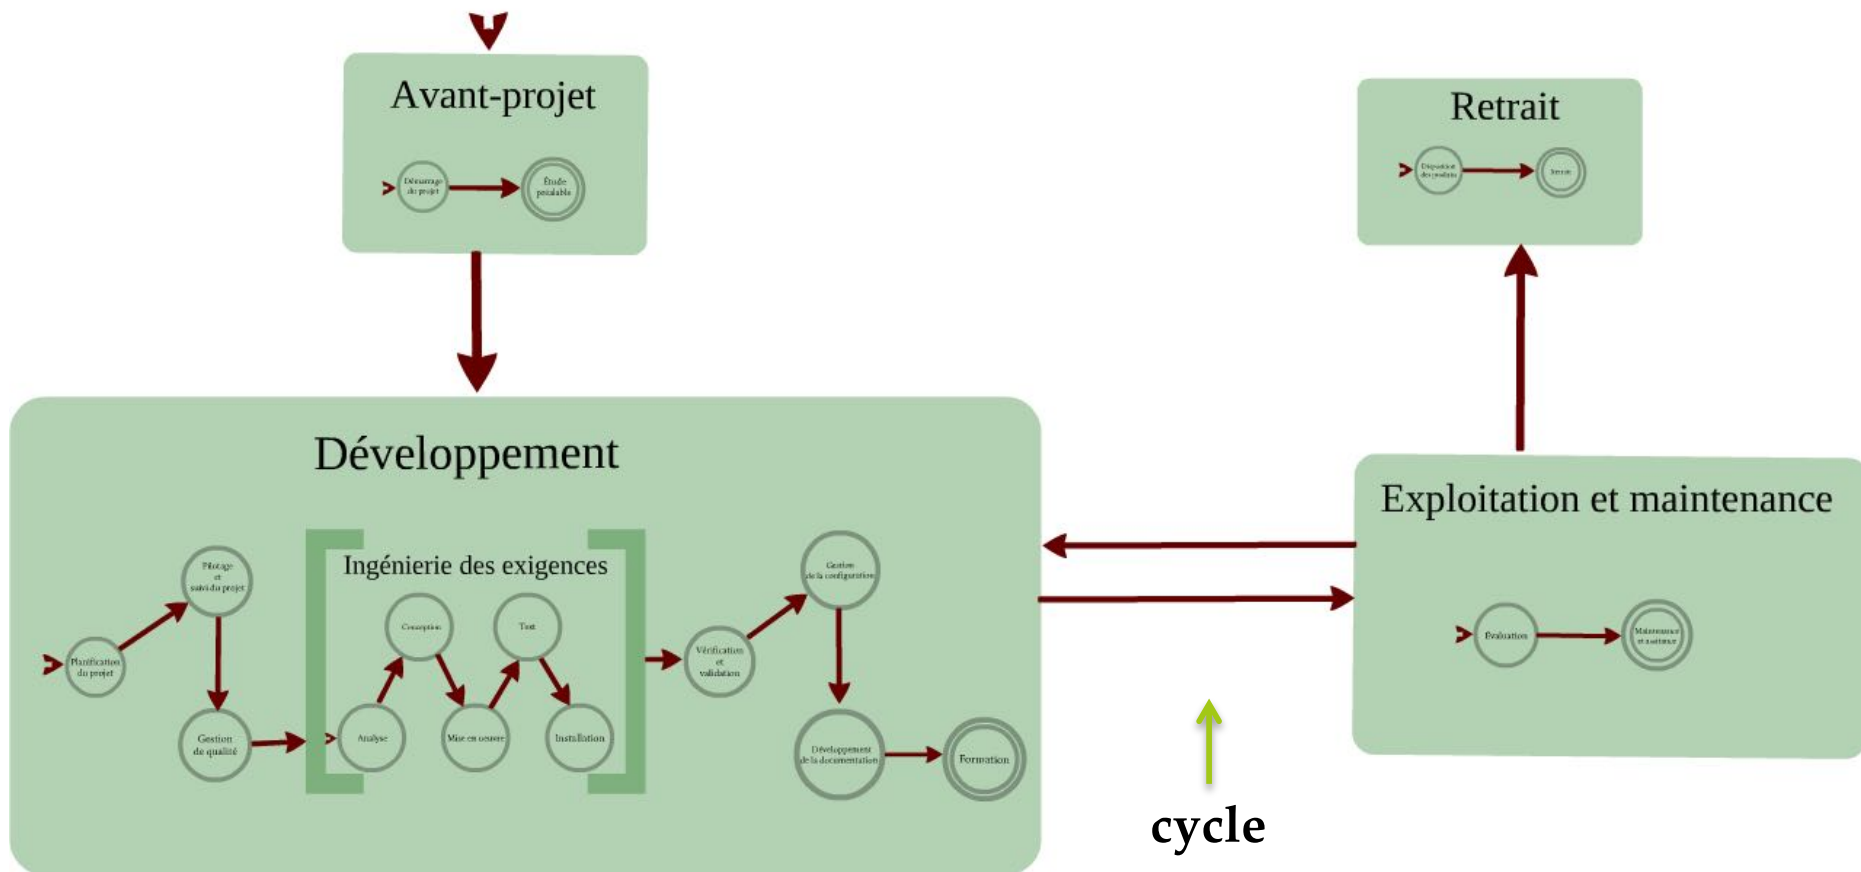 Avant-projet
Démarrage
du projet
Étude
préalable
Retrait
Disposition
des produits
Retrait
Développement
Planification
du projet
Pilotage
et
suivi du projet
Gestion
de qualité
Ingénierie des exigences
Analyse
Conception
Mise en oeuvre
Test
Installation
Vérification
et
validation
Gestion
de la configuration
Développement
de la documentation
Formation
cycle
Exploitation et maintenance
Évaluation
Maintenance
et assistance